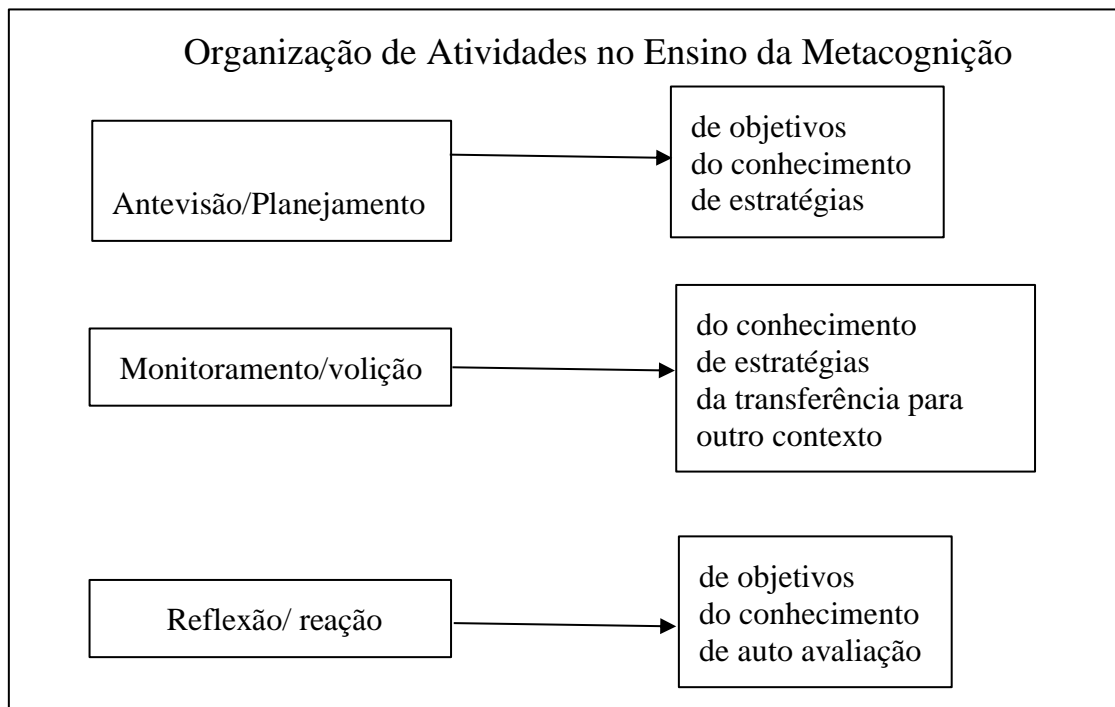 Organização de Atividades no Ensino da Metacognição
Antevisão/Planejamento
de objetivos
do conhecimento
de estratégias
Monitoramento/volição
do conhecimento
de estratégias
da transferência para
outro contexto
Reflexão/ reação
de objetivos
do conhecimento
de auto avaliação